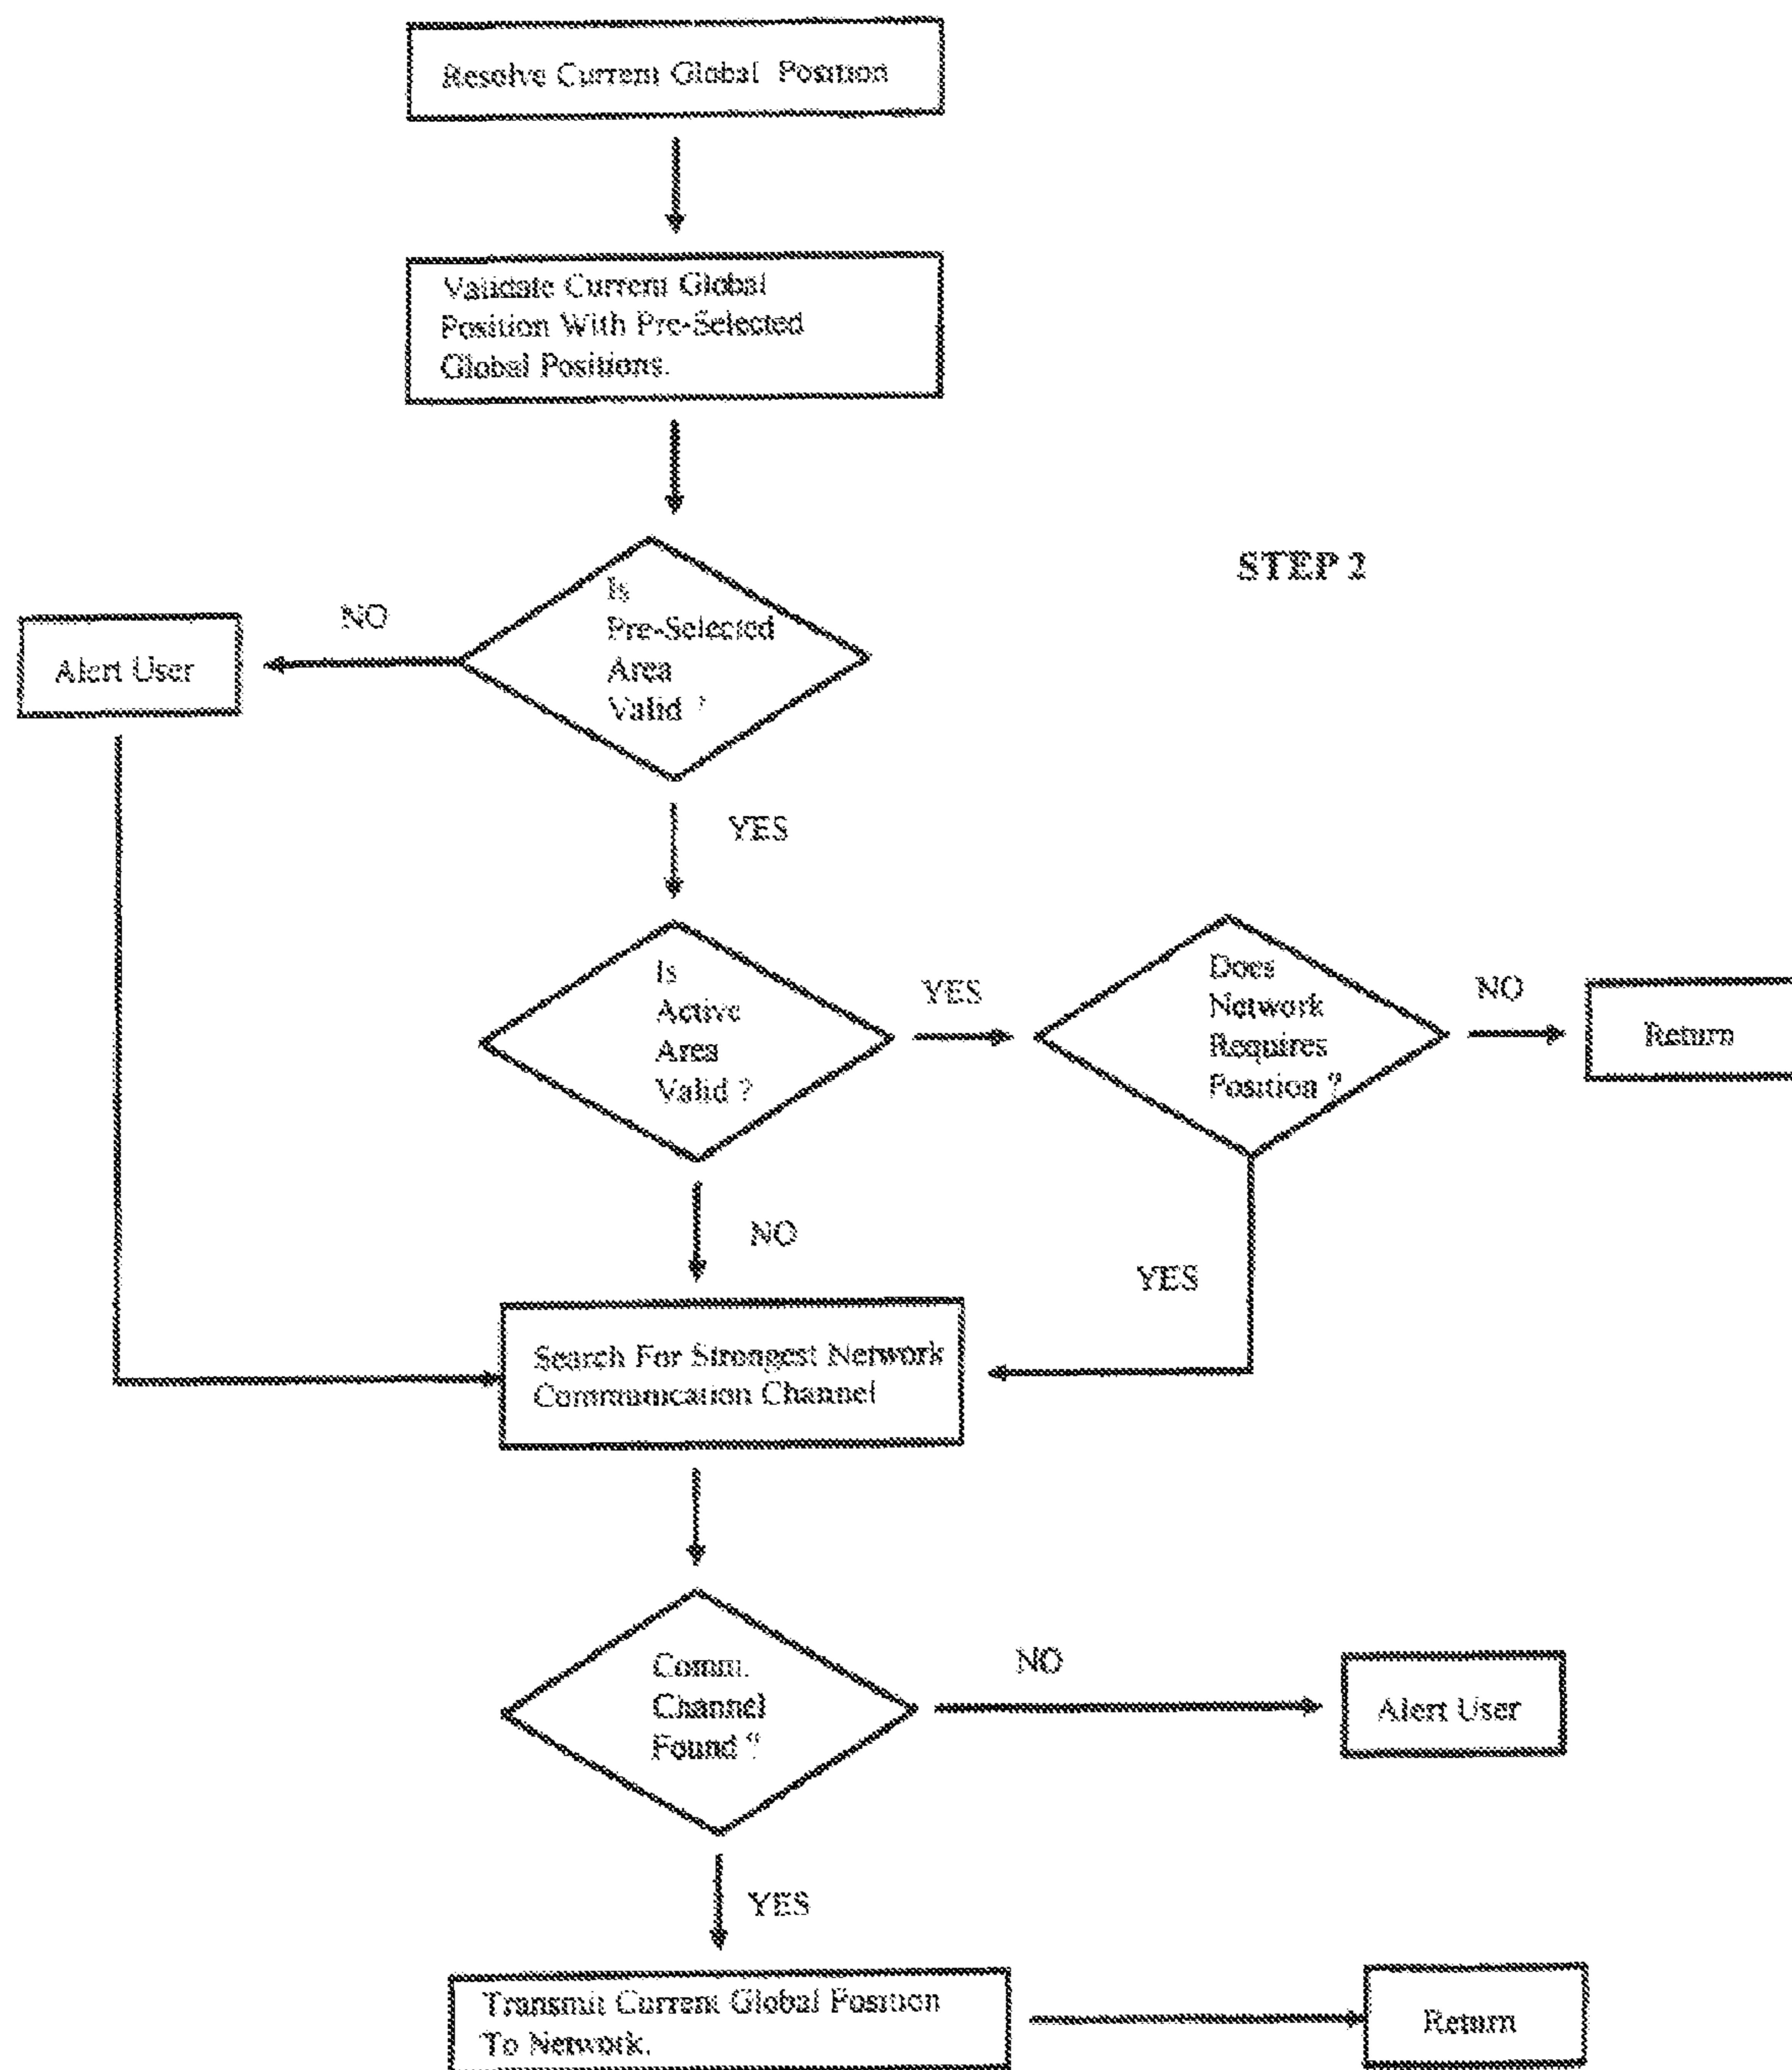 Resolve Current Global Position
Validate Current Global
Position With Pre-Selected
Global Positions.
STEP 2
Is
Pre-Selected
Area
Valid ?
NO
Alert User
YES
Is
Active
Area
Valid ?
YES
Does
Network
Requires
Position ?
NO
Return
NO
YES
Search For Strongest Network
Communication Channel
Comm.
Channel
Found ?
NO
Alert User
YES
Transmit Current Global Position
To Network.
Return